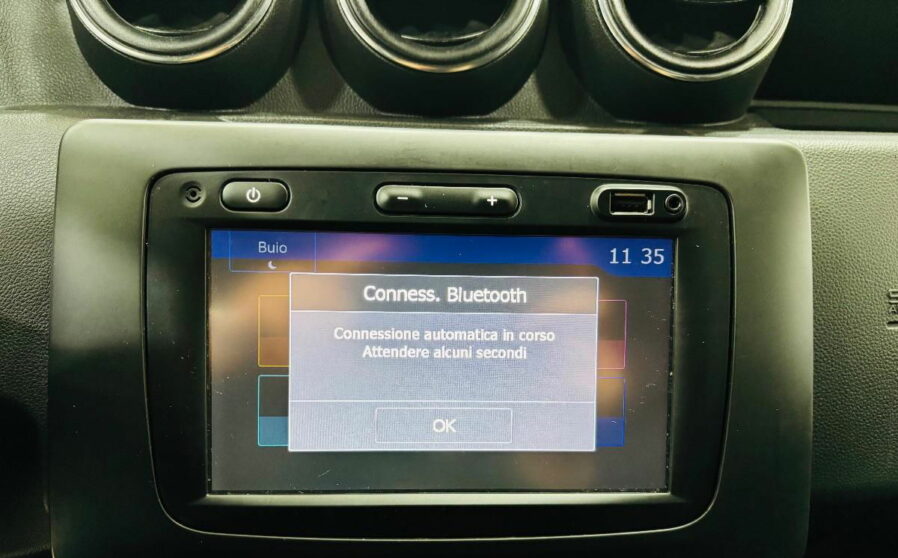 Buio
11 35
Conness. Bluetooth
Connessione automatica in corso
Attendere alcuni secondi
OK